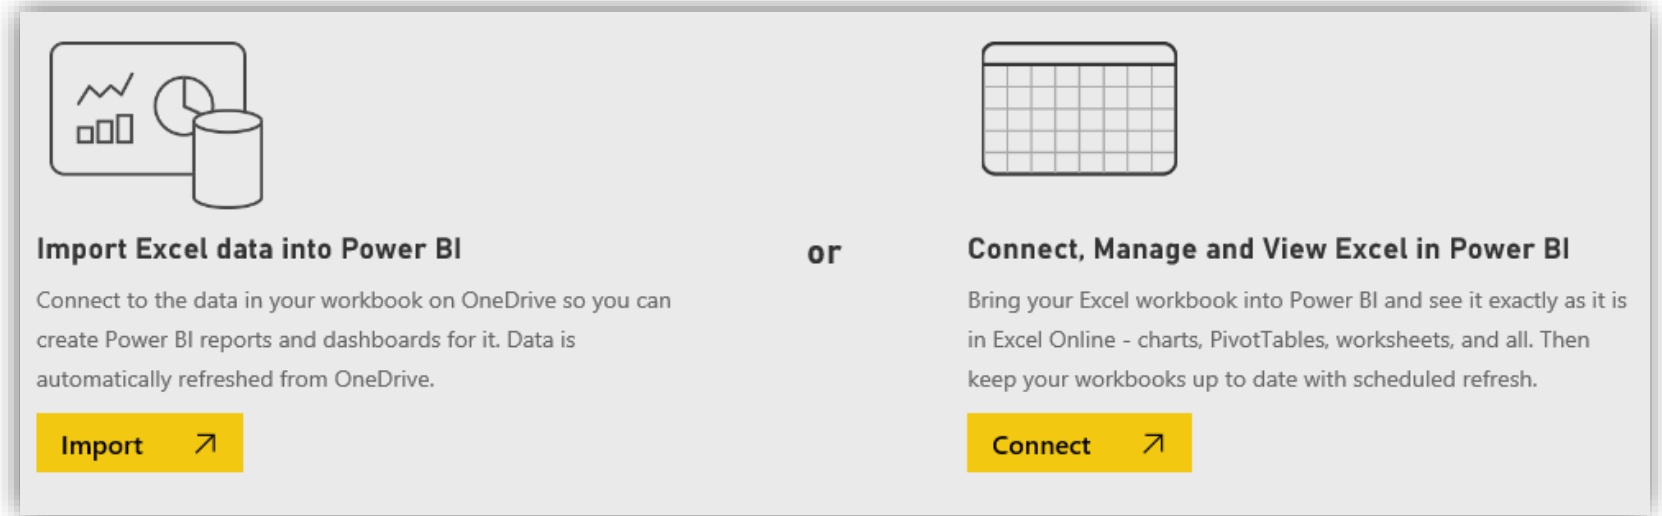 Import Excel data into Power BI
Connect to the data in your workbook on OneDrive so you can
create Power BI reports and dashboards for it. Data is
automatically refreshed from OneDrive.
Import
or
Connect, Manage and View Excel in Power BI
Bring your Excel workbook into Power BI and see it exactly as it is
in Excel Online - charts, PivotTables, worksheets, and all. Then
keep your workbooks up to date with scheduled refresh.
Connect